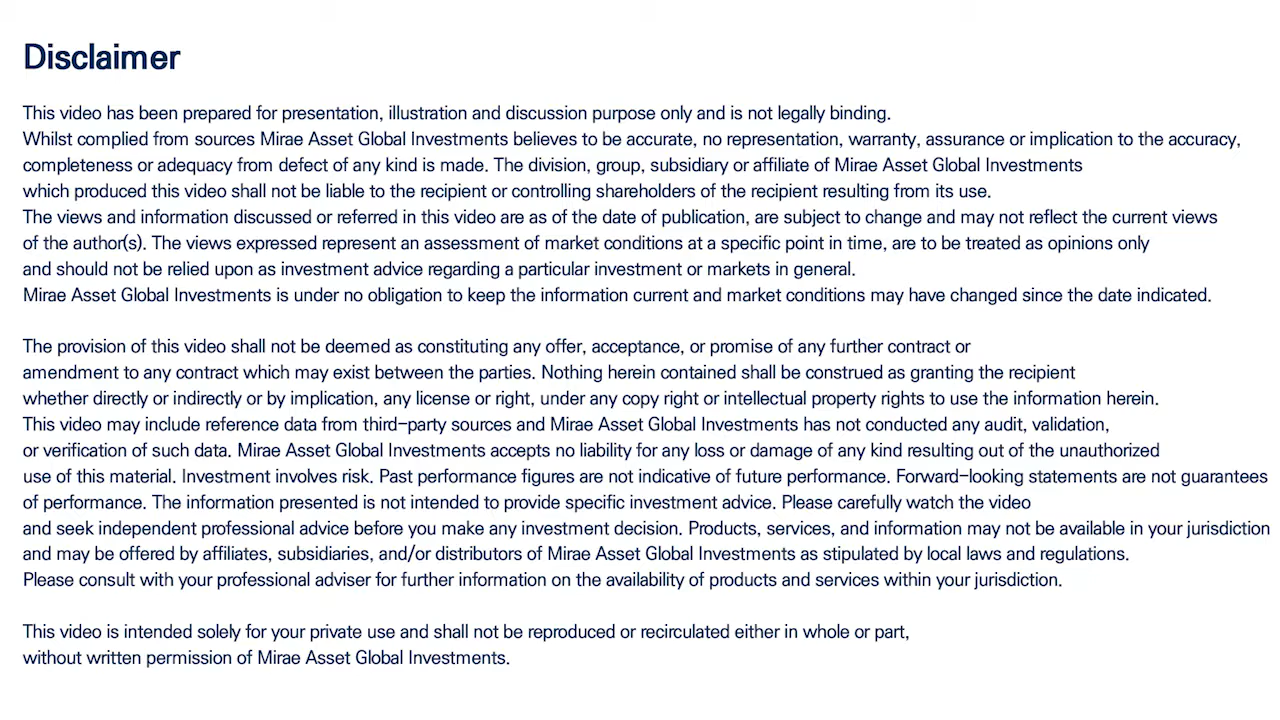 Disclaimer
This video has been prepared for presentation, illustration and discussion purpose only and is not legally binding.
Whilst complied from sources Mirae Asset Global Investments believes to be accurate, no representation, warranty, assurance or implication to the accuracy,
completeness or adequacy from defect of any kind is made. The division, group, subsidiary or affiliate of Mirae Asset Global Investments
which produced this video shall not be liable to the recipient or controlling shareholders of the recipient resulting from its use.
The views and information discussed or referred in this video are as of the date of publication, are subject to change and may not reflect the current views
of the author(s). The views expressed represent an assessment of market conditions at a specific point in time, are to be treated as opinions only
and should not be relied upon as investment advice regarding a particular investment or markets in general.
Mirae Asset Global Investments is under no obligation to keep the information current and market conditions may have changed since the date indicated.
The provision of this video shall not be deemed as constituting any offer, acceptance, or promise of any further contract or
amendment to any contract which may exist between the parties. Nothing herein contained shall be construed as granting the recipient
whether directly or indirectly or by implication, any license or right, under any copy right or intellectual property rights to use the information herein.
This video may include reference data from third-party sources and Mirae Asset Global Investments has not conducted any audit, validation,
or verification of such data. Mirae Asset Global Investments accepts no liability for any loss or damage of any kind resulting out of the unauthorized
use of this material. Investment involves risk. Past performance figures are not indicative of future performance. Forward-looking statements are not guarantees
of performance. The information presented is not intended to provide specific investment advice. Please carefully watch the video
and seek independent professional advice before you make any investment decision. Products, services, and information may not be available in your jurisdiction
and may be offered by affiliates, subsidiaries, and/or distributors of Mirae Asset Global Investments as stipulated by local laws and regulations.
Please consult with your professional adviser for further information on the availability of products and services within your jurisdiction.
This video is intended solely for your private use and shall not be reproduced or recirculated either in whole or part,
without written permission of Mirae Asset Global Investments.